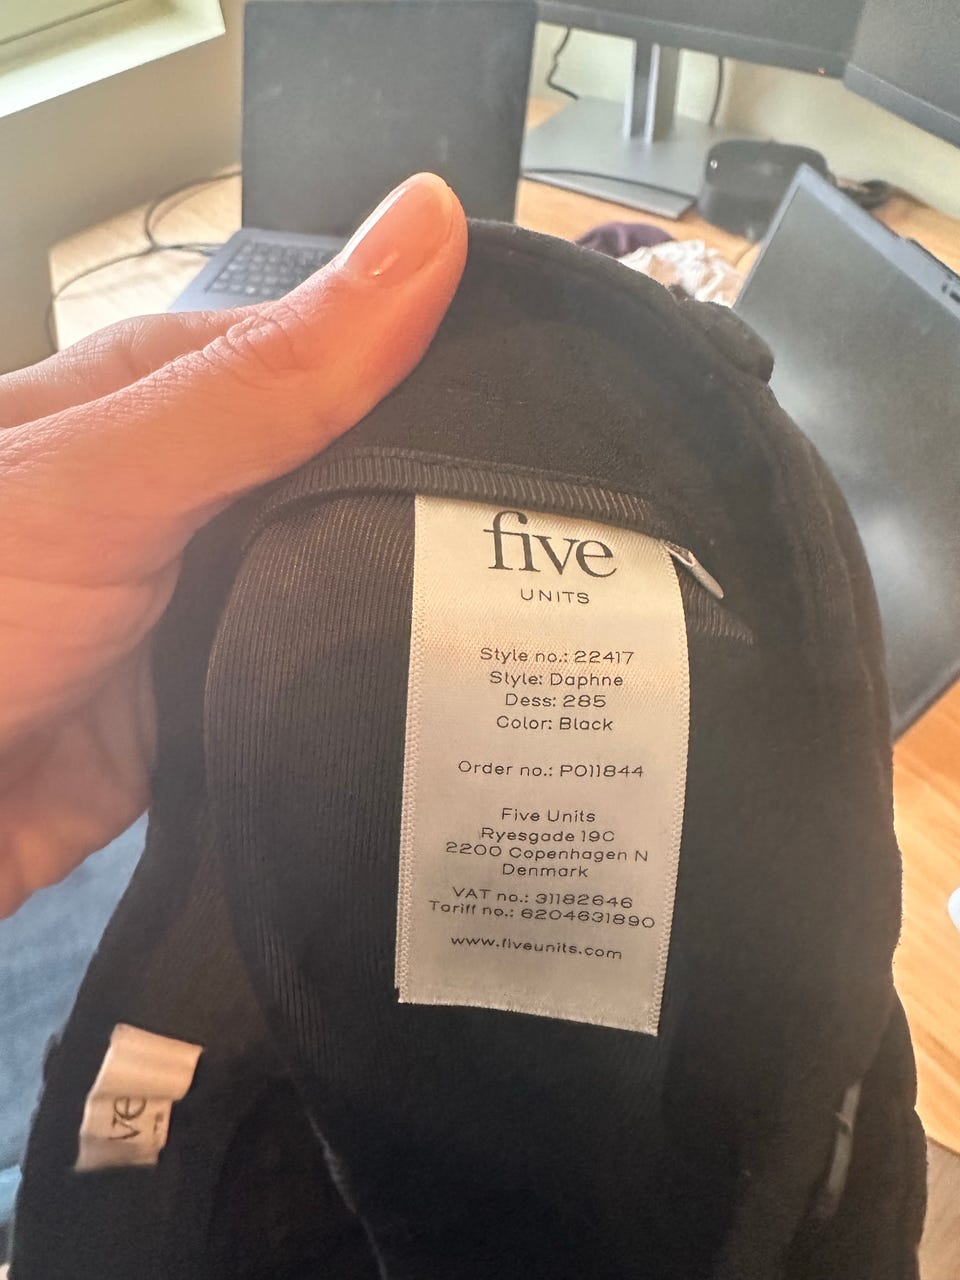 five
UNITS
Style no.: 22417
Style: Daphne
Dess: 285
Color: Black
Order no.: PO11844
Five Units
Ryesgade 19C
2200 Copenhagen N
Denmark
VAT no.: 31182646
Tariff no.: 6204631890
www.fiveunits.com
ve